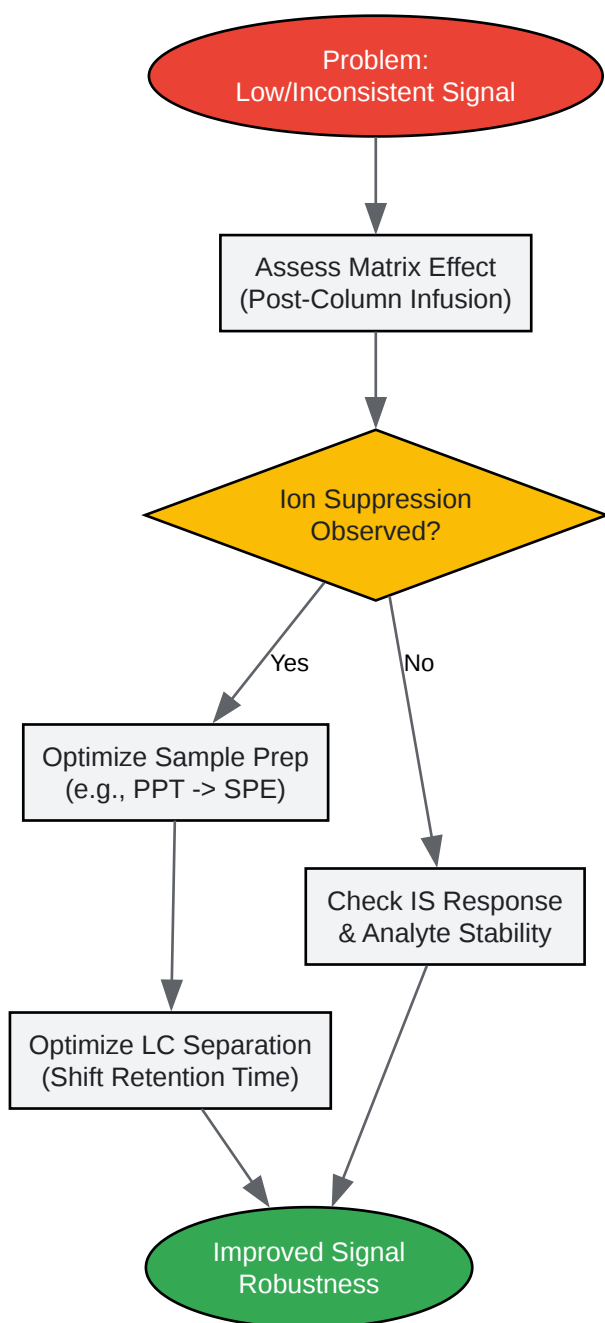 Problem:
Low/Inconsistent Signal
Assess Matrix Effect
(Post-Column Infusion)
Ion Suppression
Observed?
Yes
No
Optimize Sample Prep
(e.g., PPT -> SPE)
Check IS Response
& Analyte Stability
Optimize LC Separation
(Shift Retention Time)
Improved Signal
Robustness